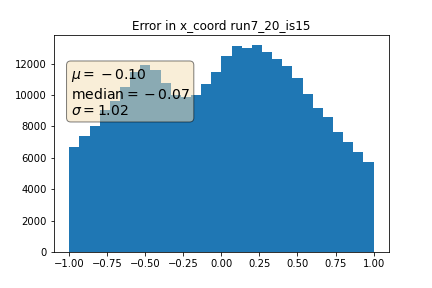 Error in x_coord run7_20_is15
μ = −0.10
median = −0.07
σ = 1.02
12000
10000
8000
6000
4000
2000
0
−1.00 −0.75 −0.50 −0.25 0.00 0.25 0.50 0.75 1.00